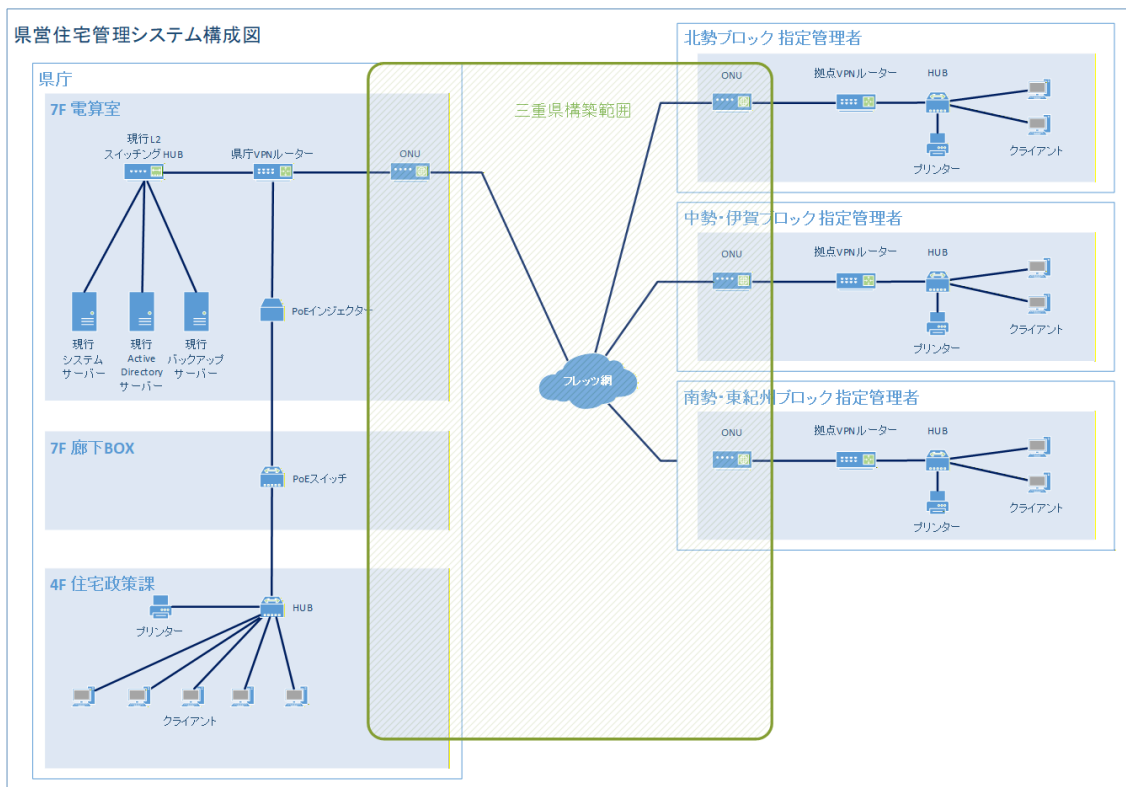 県営住宅管理システム構成図
県庁
7F 電算室
現行L2
スイッチングHUB
県庁VPNルーター
ONU
PoEインジェクター
現行
システム
サーバー
現行
Active
Directory
サーバー
現行
バックアップ
サーバー
7F 廊下BOX
PoEスイッチ
4F 住宅政策課
HUB
プリンター
クライアント
三重県構築範囲
フレッツ網
北勢ブロック 指定管理者
ONU
拠点VPNルーター
HUB
クライアント
プリンター
中勢・伊賀ブロック 指定管理者
ONU
拠点VPNルーター
HUB
クライアント
プリンター
南勢・東紀州ブロック 指定管理者
ONU
拠点VPNルーター
HUB
クライアント
プリンター